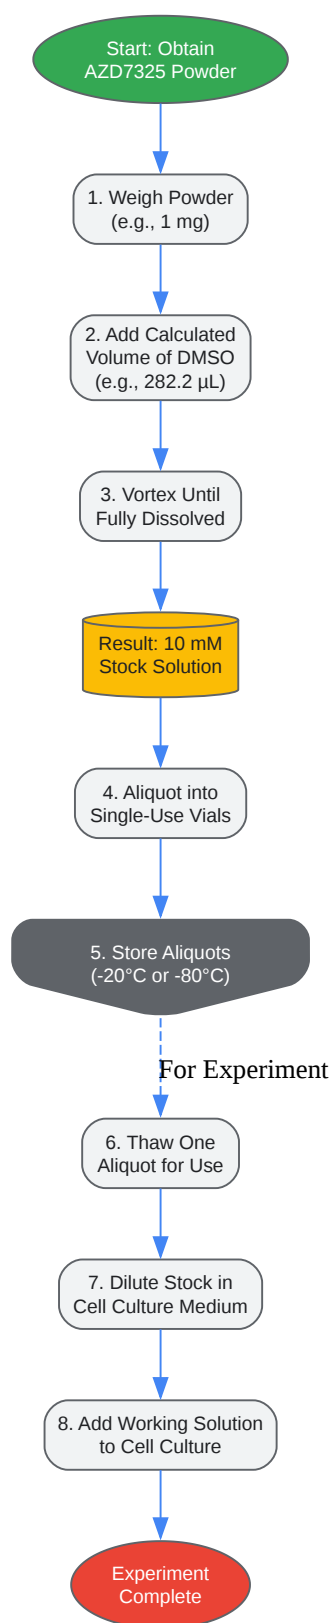 Start: Obtain
AZD7325 Powder
1. Weigh Powder
(e.g., 1 mg)
2. Add Calculated
Volume of DMSO
(e.g., 282.2 µL)
3. Vortex Until
Fully Dissolved
Result: 10 mM
Stock Solution
4. Aliquot into
Single-Use Vials
5. Store Aliquots
(-20°C or -80°C)
For Experiment
6. Thaw One
Aliquot for Use
7. Dilute Stock in
Cell Culture Medium
8. Add Working Solution
to Cell Culture
Experiment
Complete